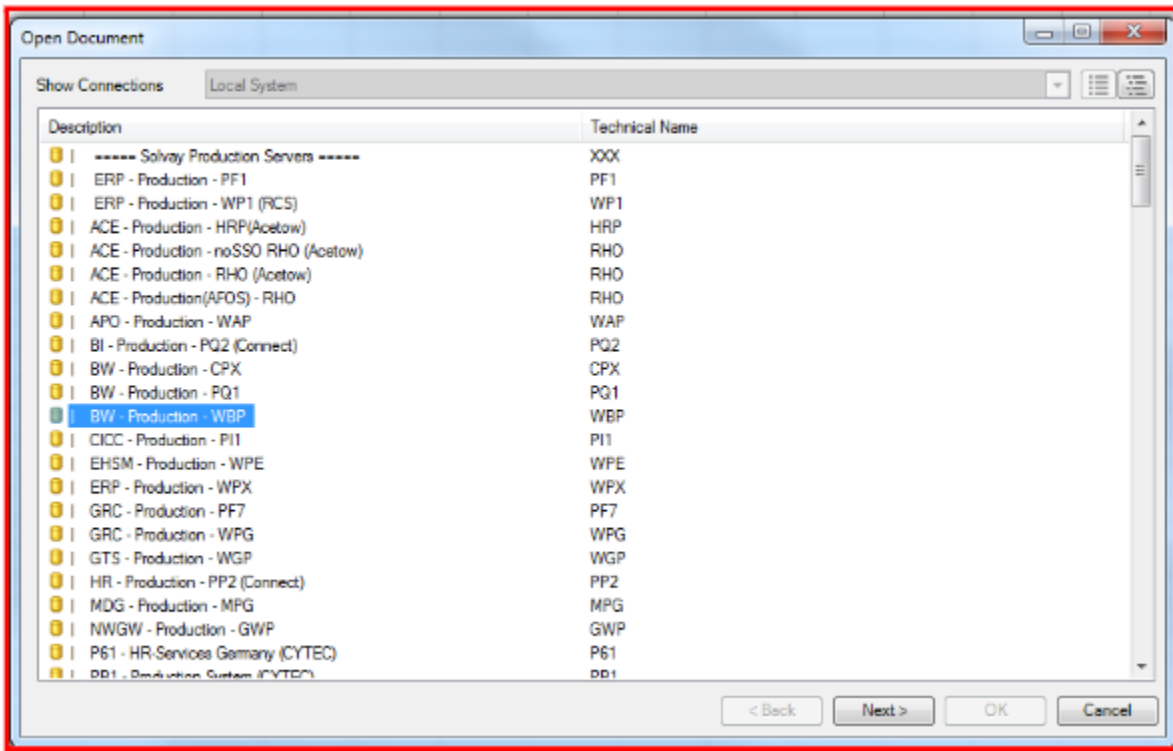 Open Document
Show Connections Local System
Description Technical Name
===== Solvay Production Servers ===== XXX
ERP - Production - PF1 PF1
ERP - Production - WP1 (RCS) WP1
ACE - Production - HRP(Acetow) HRP
ACE - Production - noSSO RHO (Acetow) RHO
ACE - Production - RHO (Acetow) RHO
ACE - Production(AFOS) - RHO RHO
APO - Production - WAP WAP
BI - Production - PQ2 (Connect) PQ2
BW - Production - CPX CPX
BW - Production - PQ1 PQ1
BW - Production - WBP WBP
CICC - Production - PI1 PI1
EHSM - Production - WPE WPE
ERP - Production - WPX WPX
GRC - Production - PF7 PF7
GRC - Production - WPG WPG
GTS - Production - WGP WGP
HR - Production - PP2 (Connect) PP2
MDG - Production - MPG MPG
NWGW - Production - GWP GWP
P61 - HR-Services Germany (CYTEC) P61
PP1 - Production System (CYTEC) PP1
< Back Next > OK Cancel